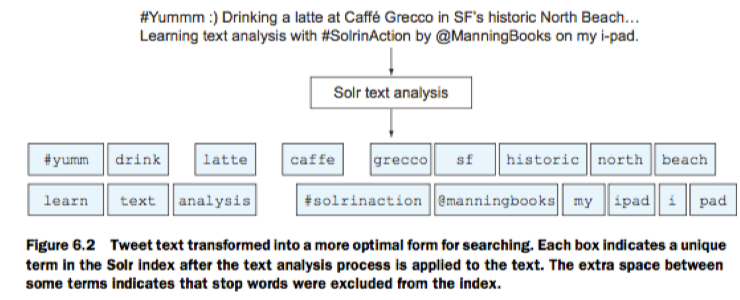 #Yummm :) Drinking a latte at Caffé Grecco in SF's historic North Beach...
Learning text analysis with #SolrinAction by @ManningBooks on my i-pad.
Solr text analysis
#yumm drink latte caffe grecco sf historic north beach
learn text analysis #solrinaction @manningbooks my ipad i pad
Figure 6.2 Tweet text transformed into a more optimal form for searching. Each box indicates a unique
term in the Solr index after the text analysis process is applied to the text. The extra space between
some terms indicates that stop words were excluded from the index.